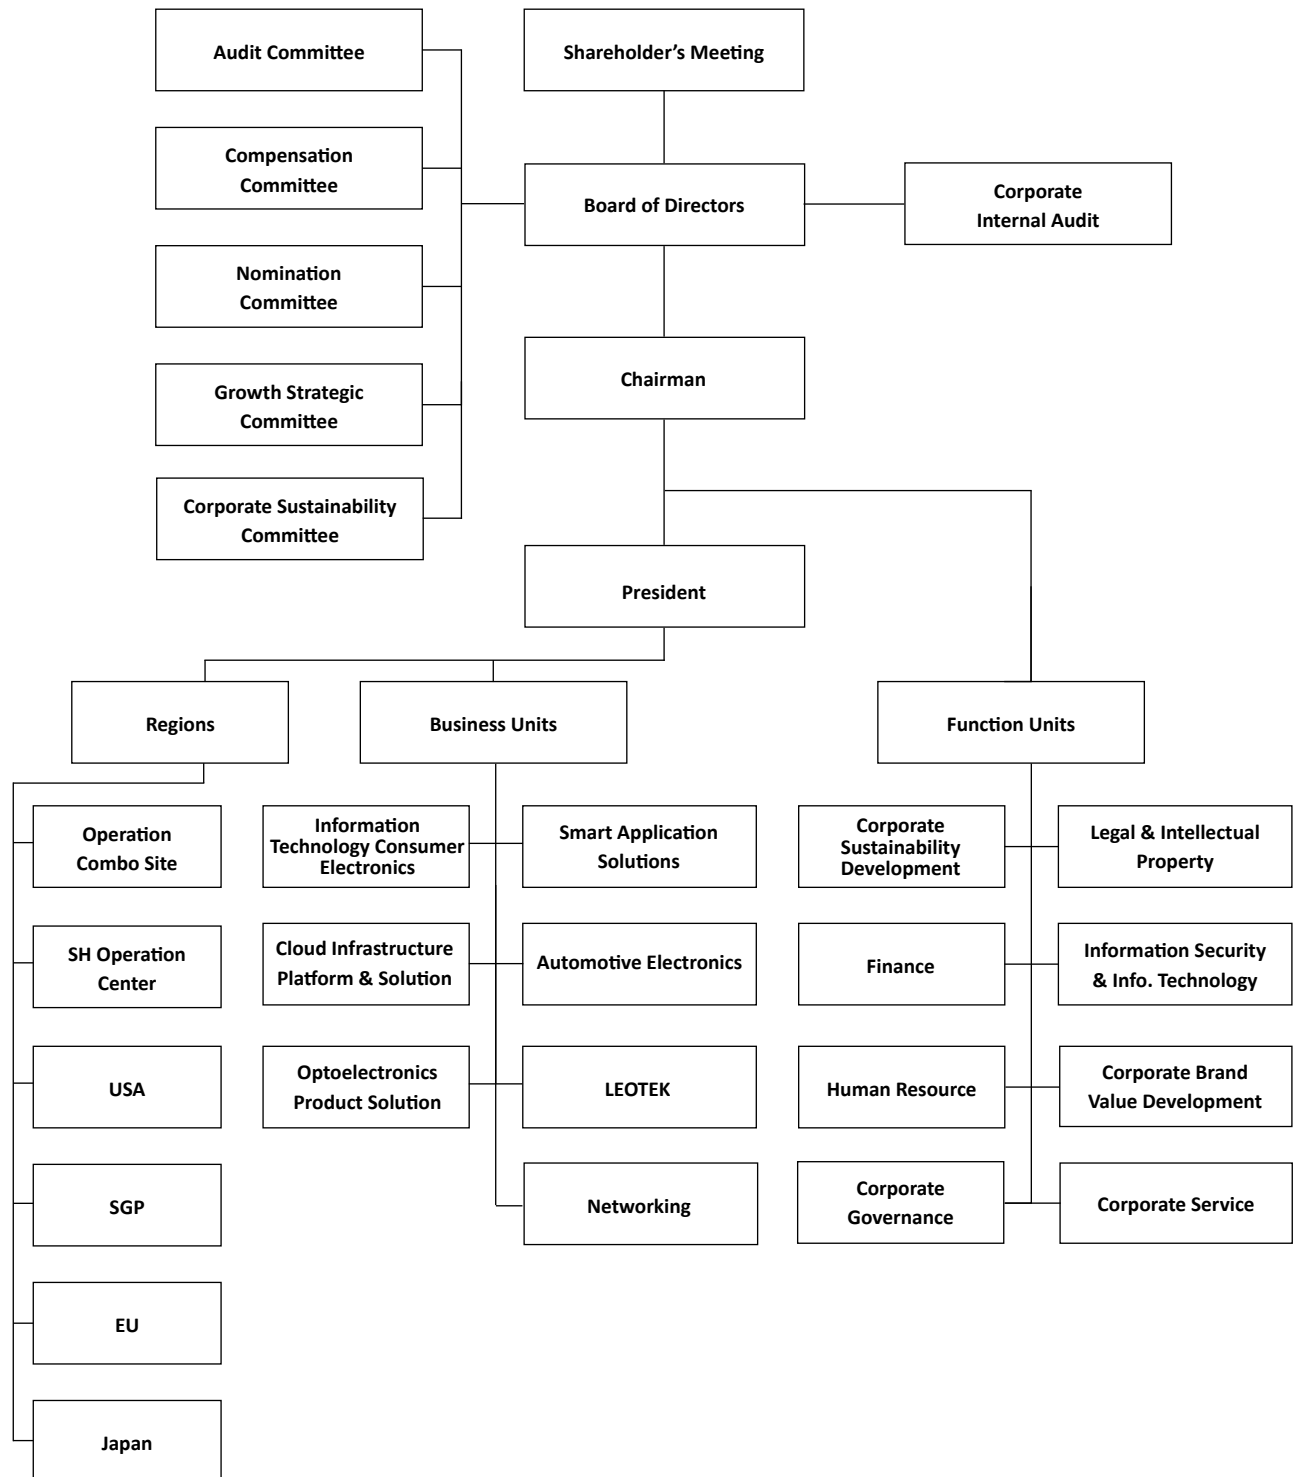 Audit Committee
Shareholder’s Meeting
Compensation
Committee
Board of Directors
Corporate
Internal Audit
Nomination
Committee
Chairman
Growth Strategic
Committee
Corporate Sustainability
Committee
President
Regions
Business Units
Function Units
Operation
Combo Site
SH Operation
Center
USA
SGP
EU
Japan
Information
Technology Consumer
Electronics
Smart Application
Solutions
Cloud Infrastructure
Platform & Solution
Automotive Electronics
Optoelectronics
Product Solution
LEOTEK
Networking
Corporate
Sustainability
Development
Legal & Intellectual
Property
Finance
Information Security
& Info. Technology
Human Resource
Corporate Brand
Value Development
Corporate
Governance
Corporate Service